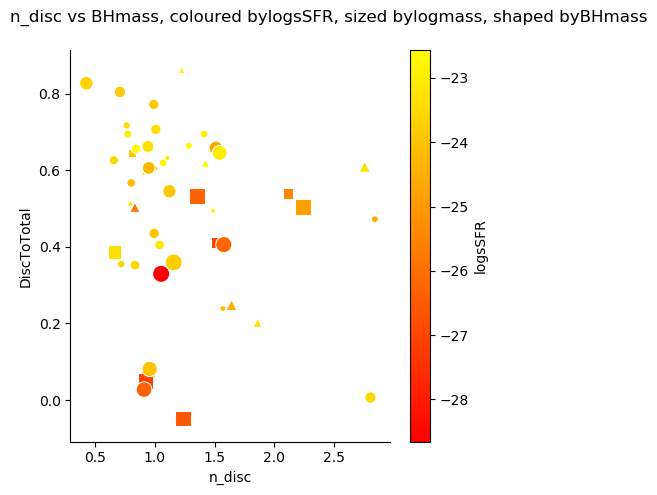 n_disc vs BHmass, coloured bylogsSFR, sized bylogmass, shaped byBHmass
0.8
0.6
0.4
0.2
0.0
DiscToTotal
0.5 1.0 1.5 2.0 2.5
n_disc
−23
−24
−25
−26
−27
−28
logsSFR